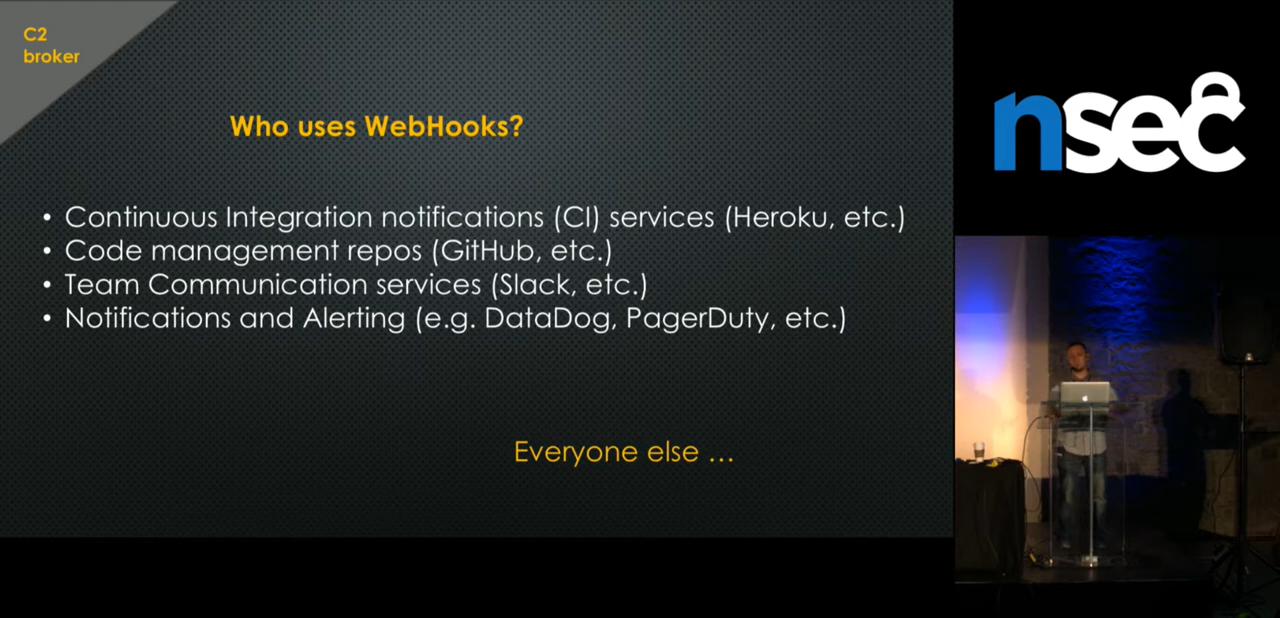 C2
broker
Who uses WebHooks?
• Continuous Integration notifications (CI) services (Heroku, etc.)
• Code management repos (GitHub, etc.)
• Team Communication services (Slack, etc.)
• Notifications and Alerting (e.g. DataDog, PagerDuty, etc.)
Everyone else ...
nsec